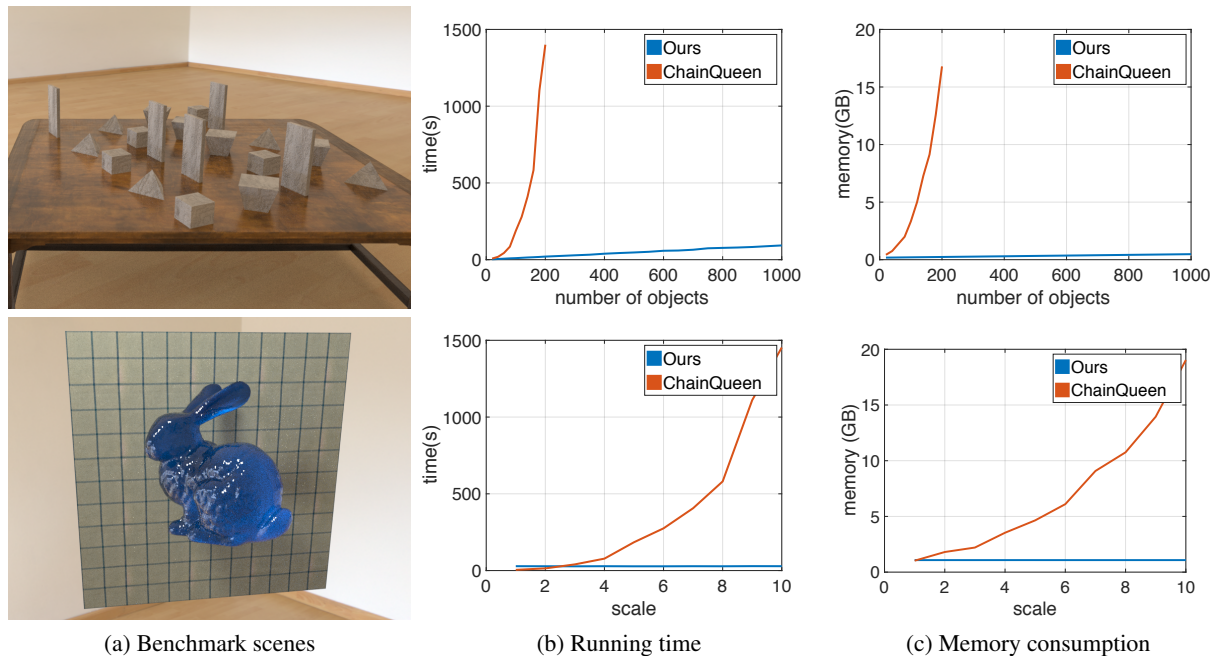 1500
1000
500
0
time(s)
0 200 400 600 800 1000
number of objects
Ours
ChainQueen
20
15
10
5
0
memory(GB)
0 200 400 600 800 1000
number of objects
Ours
ChainQueen
1500
1000
500
0
time(s)
0 2 4 6 8 10
scale
Ours
ChainQueen
20
15
10
5
0
memory (GB)
0 2 4 6 8 10
scale
Ours
ChainQueen
(a) Benchmark scenes
(b) Running time
(c) Memory consumption